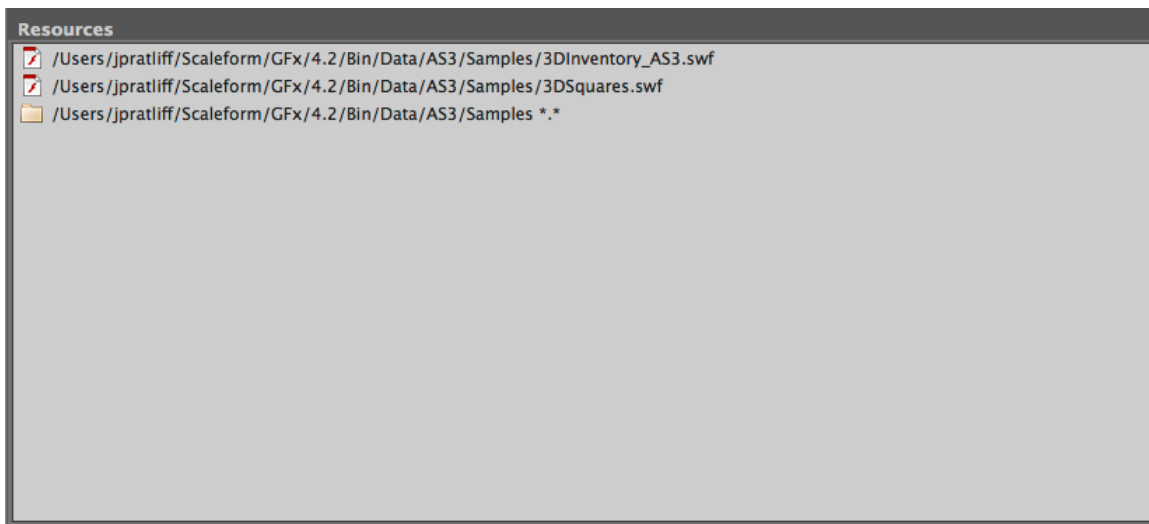 Resources
/Users/jpratliff/Scaleform/GFx/4.2/Bin/Data/AS3/Samples/3DInventory_AS3.swf
/Users/jpratliff/Scaleform/GFx/4.2/Bin/Data/AS3/Samples/3DSquares.swf
/Users/jpratliff/Scaleform/GFx/4.2/Bin/Data/AS3/Samples *.*